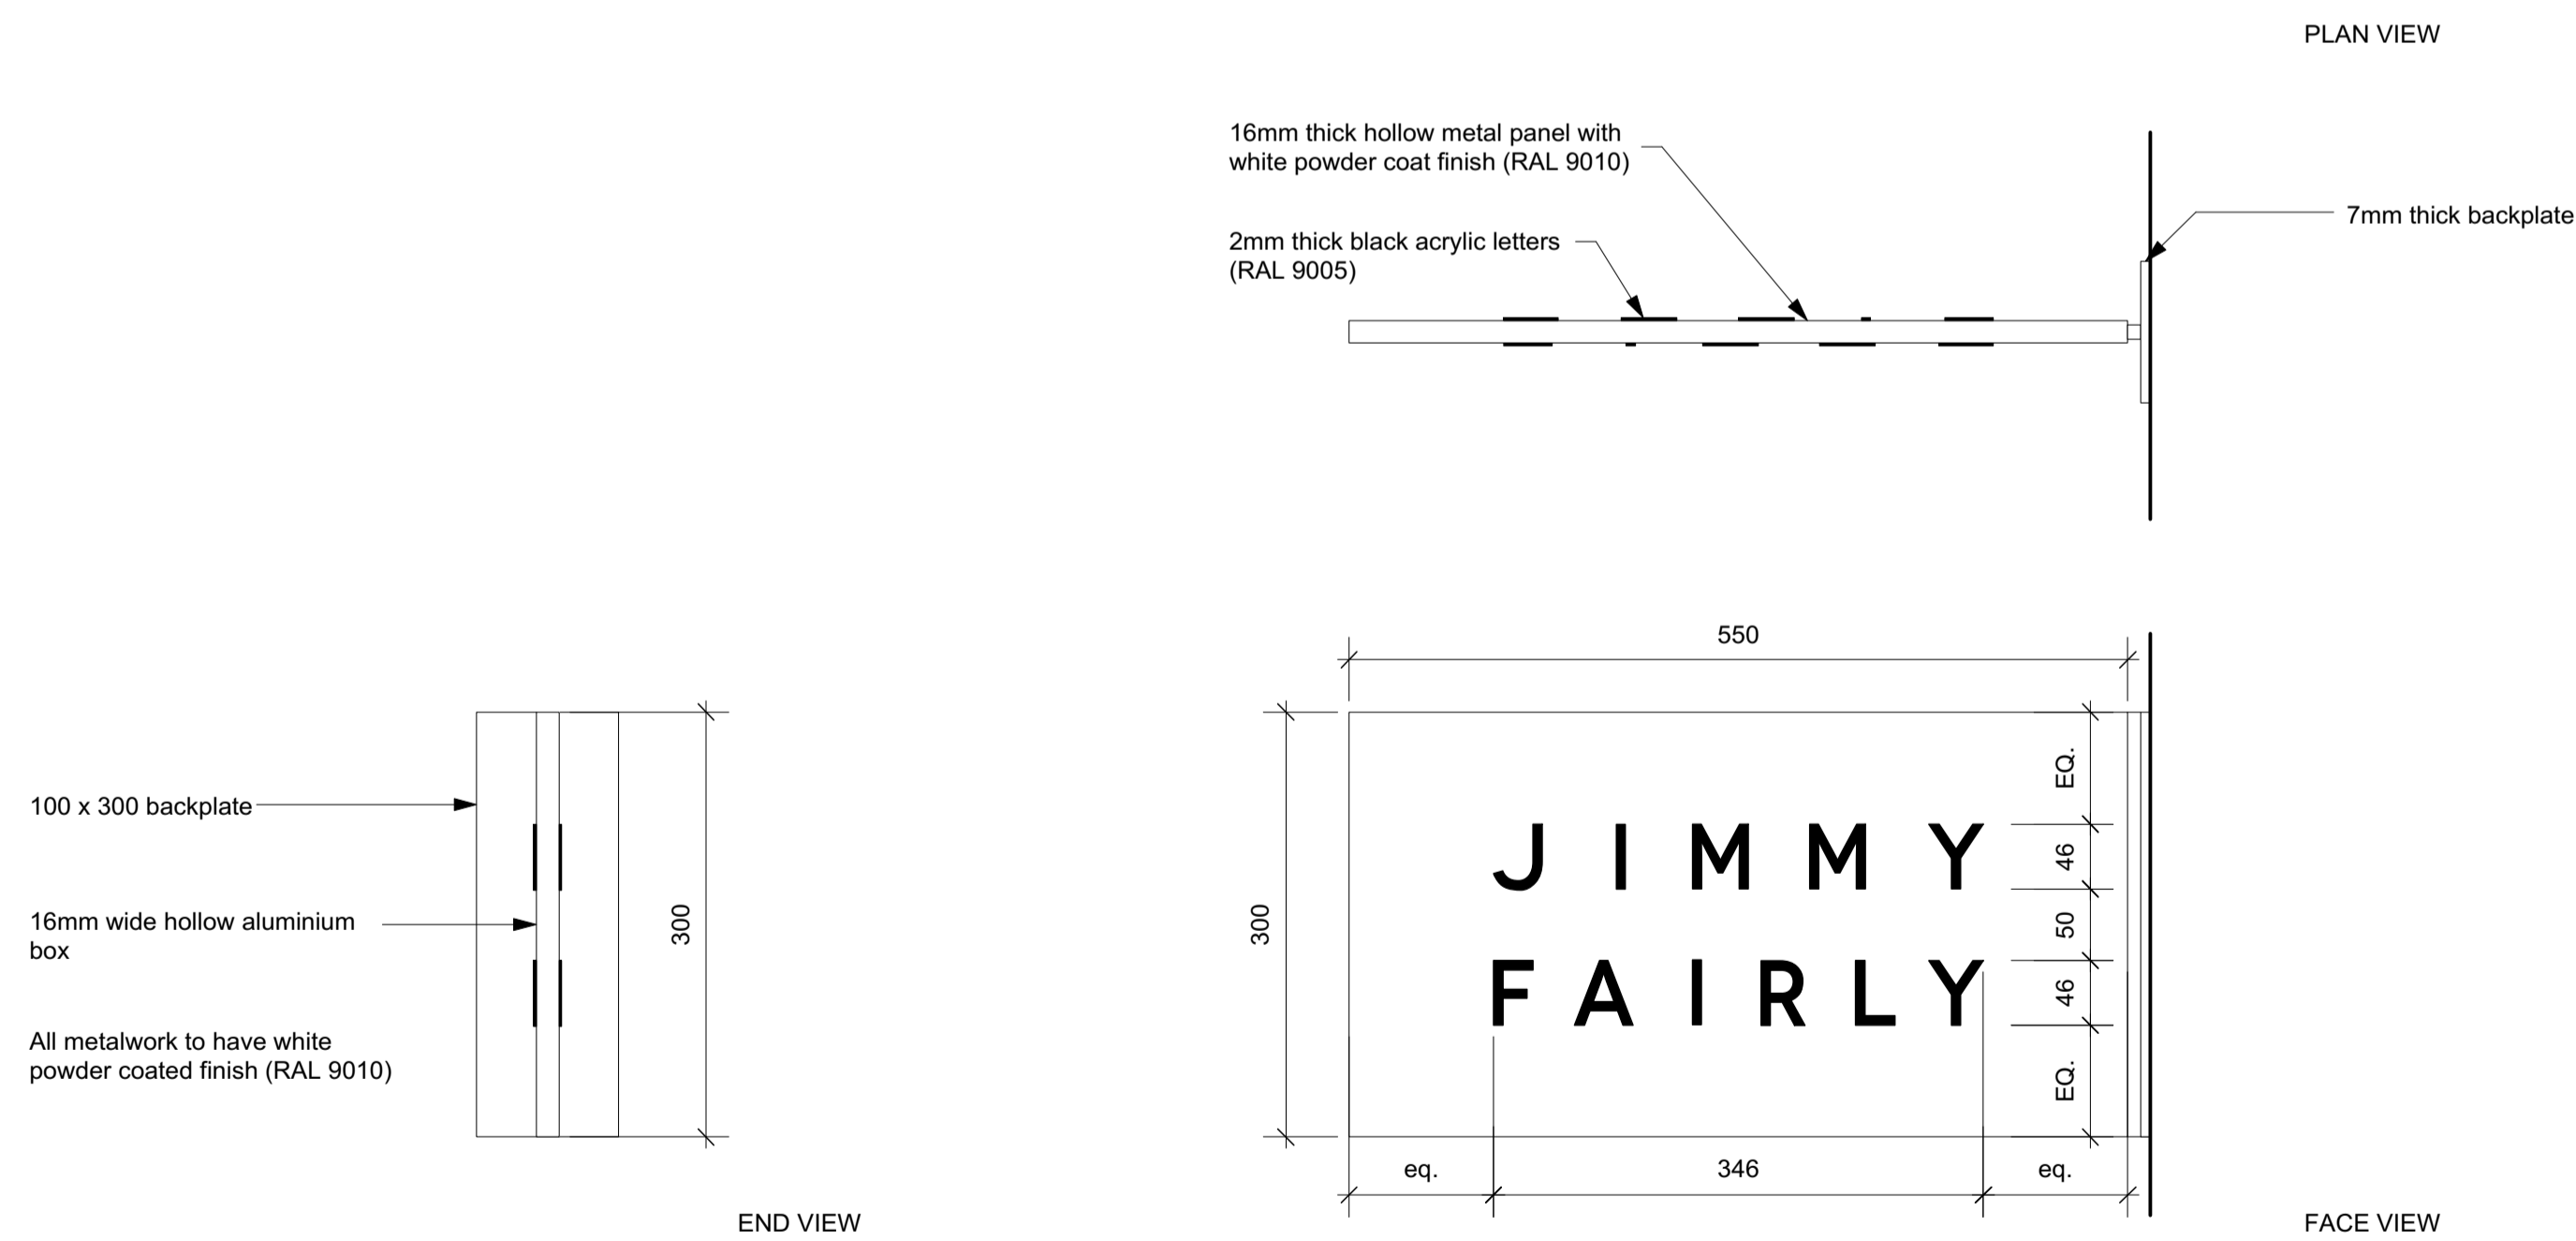 PLAN VIEW
16mm thick hollow metal panel with
white powder coat finish (RAL 9010)
7mm thick backplate
2mm thick black acrylic letters
(RAL 9005)
550
100 x 300 backplate
16mm wide hollow aluminium
box
All metalwork to have white
powder coated finish (RAL 9010)
300
END VIEW
300
JIMMY
FAIRLY
EQ.
46
50
46
EQ.
eq.
346
eq.
FACE VIEW